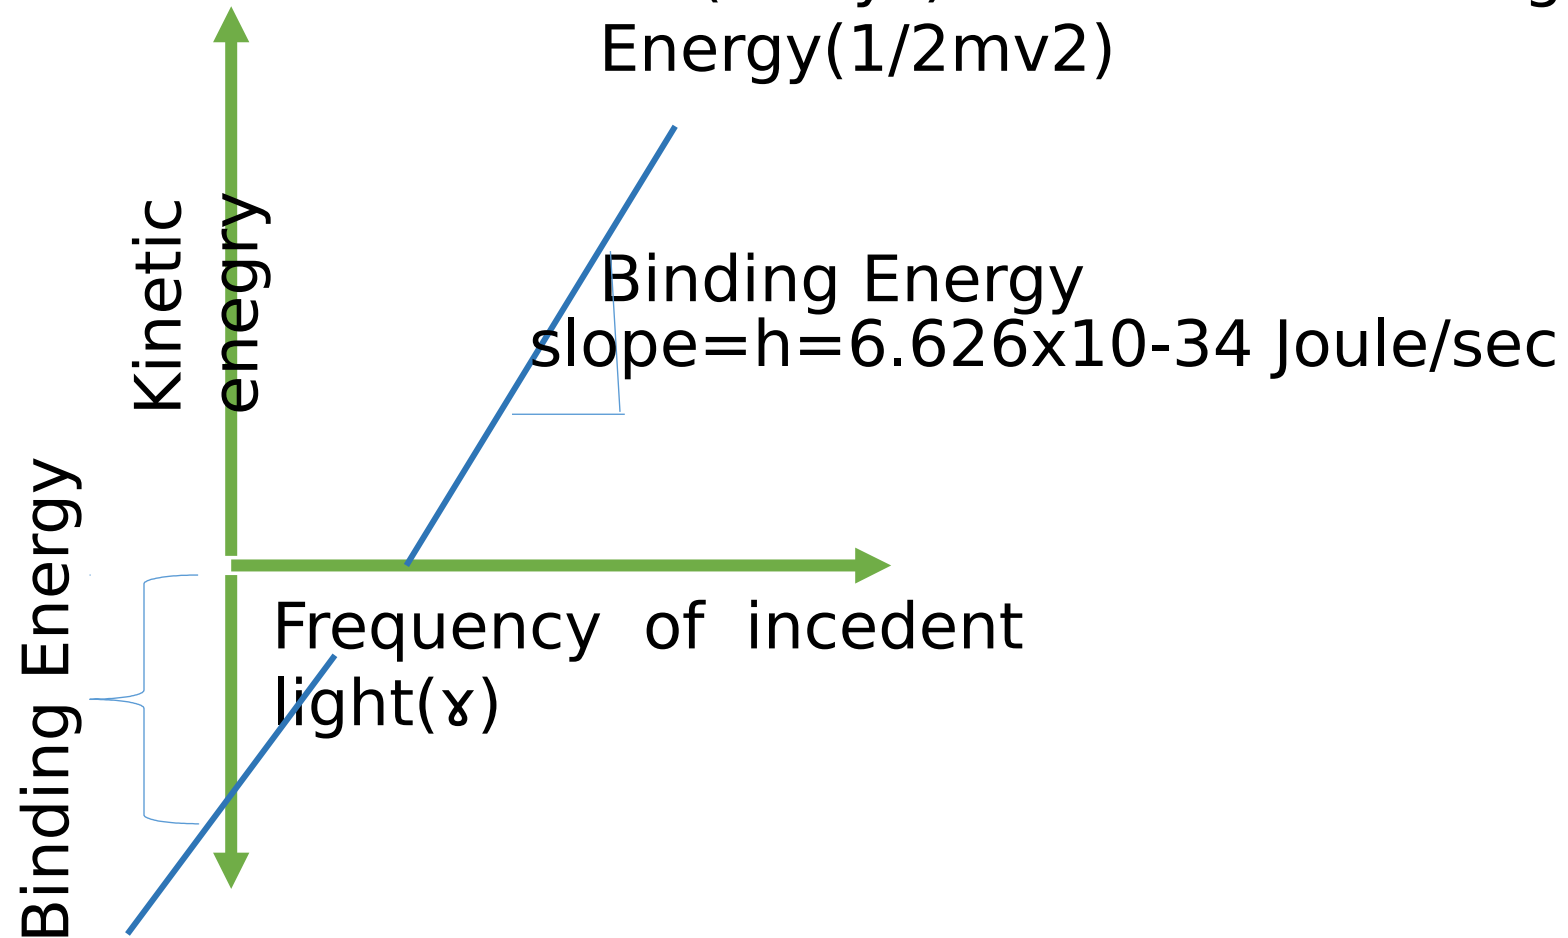 Energy(1/2mv2)
Kinetic
enegry
Binding Energy
slope=h=6.626x10-34 Joule/sec
Binding Energy
Frequency of incedent
light(ɤ)